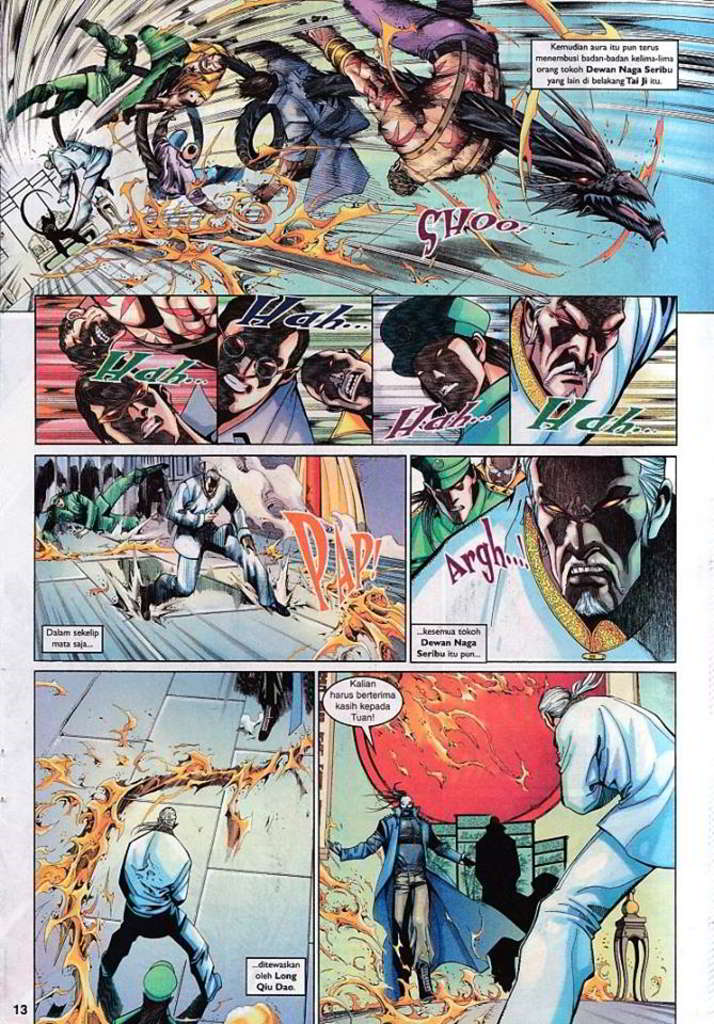 Kemudian aura itu pun terus
menembusi badan-badan kelima-lima
orang tokoh Dewan Naga Seribu
yang lain di belakang Tai Ji itu.
SHOO!
Hah...
Hah...
Hah...
Hah...
PAP!
Dalam sekelip
mata saja...
Argh...
...kesemua tokoh
Dewan Naga
Seribu itu pun...
...ditewaskan
oleh Long
Qiu Dao.
Kalian
harus berterima
kasih kepada
Tuan!
13